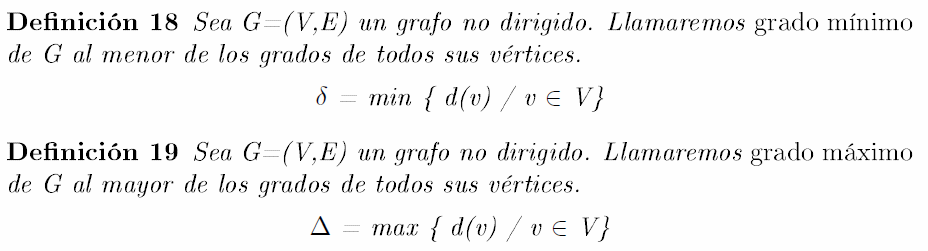 Definición 18 Sea G=(V,E) un grafo no dirigido. Llamaremos grado mínimo
de G al menor de los grados de todos sus vértices.
δ = min { d(v) / v ∈ V}
Definición 19 Sea G=(V,E) un grafo no dirigido. Llamaremos grado máximo
de G al mayor de los grados de todos sus vértices.
Δ = max { d(v) / v ∈ V}